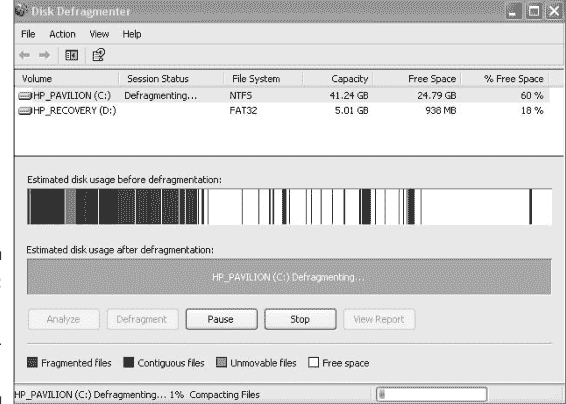 Disk Defragmenter
File Action View Help
Volume Session Status File System Capacity Free Space % Free Space
HP_PAVILION (C:) Defragmenting... NTFS 41.24 GB 24.79 GB 60 %
HP_RECOVERY (D:) FAT32 5.01 GB 938 MB 18 %
Estimated disk usage before defragmentation:
Estimated disk usage after defragmentation:
HP_PAVILION (C:) Defragmenting...
Analyze Defragment Pause Stop View Report
Fragmented files Contiguous files Unmovable files Free space
HP_PAVILION (C:) Defragmenting... 1% Compacting Files